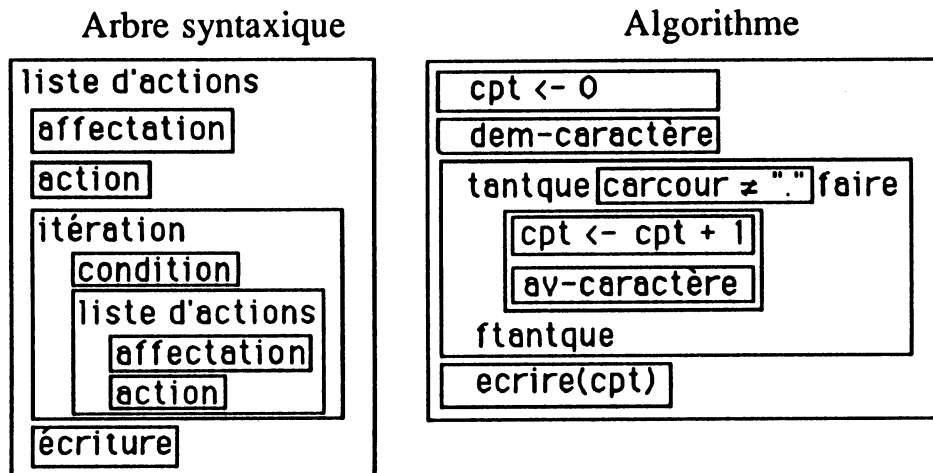 Arbre syntaxique
liste d'actions
affectation
action
itération
condition
liste d'actions
affectation
action
écriture
Algorithme
cpt <- 0
dem-caractère
tantque carcour ≠ "." faire
cpt <- cpt + 1
av-caractère
ftantque
ecrire(cpt)